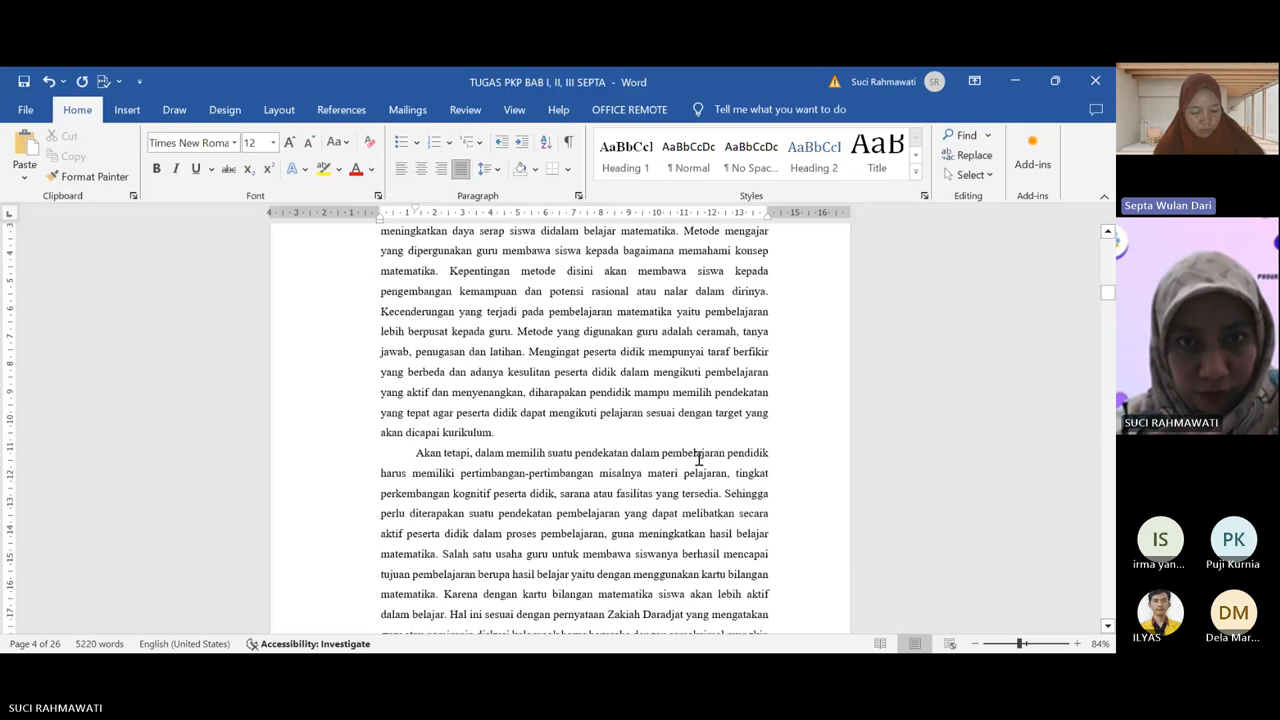 TUGAS PKP BAB I, II, III SEPTA - Word
Suci Rahmawati
SR
File Home Insert Draw Design Layout References Mailings Review View Help OFFICE REMOTE Tell me what you want to do
Paste
Cut
Copy
Format Painter
Clipboard
Times New Roma
12
Font
Paragraph
AaBbCcI
Heading 1
AaBbCcDc
¶ Normal
AaBbCcDc
¶ No Spac...
AaBbCcI
Heading 2
AaB
Title
Styles
Find
Replace
Select
Editing
Add-ins
Add-ins
meningkatkan daya serap siswa didalam belajar matematika. Metode mengajar
yang dipergunakan guru membawa siswa kepada bagaimana memahami konsep
matematika. Kepentingan metode disini akan membawa siswa kepada
pengembangan kemampuan dan potensi rasional atau nalar dalam dirinya.
Kecenderungan yang terjadi pada pembelajaran matematika yaitu pembelajaran
lebih berpusat kepada guru. Metode yang digunakan guru adalah ceramah, tanya
jawab, penugasan dan latihan. Mengingat peserta didik mempunyai taraf berfikir
yang berbeda dan adanya kesulitan peserta didik dalam mengikuti pembelajaran
yang aktif dan menyenangkan, diharapakan pendidik mampu memilih pendekatan
yang tepat agar peserta didik dapat mengikuti pelajaran sesuai dengan target yang
akan dicapai kurikulum.
Akan tetapi, dalam memilih suatu pendekatan dalam pembelajaran pendidik
harus memiliki pertimbangan-pertimbangan misalnya materi pelajaran, tingkat
perkembangan kognitif peserta didik, sarana atau fasilitas yang tersedia. Sehingga
perlu diterapakan suatu pendekatan pembelajaran yang dapat melibatkan secara
aktif peserta didik dalam proses pembelajaran, guna meningkatkan hasil belajar
matematika. Salah satu usaha guru untuk membawa siswanya berhasil mencapai
tujuan pembelajaran berupa hasil belajar yaitu dengan menggunakan kartu bilangan
matematika. Karena dengan kartu bilangan matematika siswa akan lebih aktif
dalam belajar. Hal ini sesuai dengan pernyataan Zakiah Daradjat yang mengatakan
Page 4 of 26
5220 words
English (United States)
Accessibility: Investigate
84%
Septa Wulan Dari
SUCI RAHMAWATI
IS
irma yan...
PK
Puji Kurnia
ILYAS
DM
Dela Mar...
SUCI RAHMAWATI